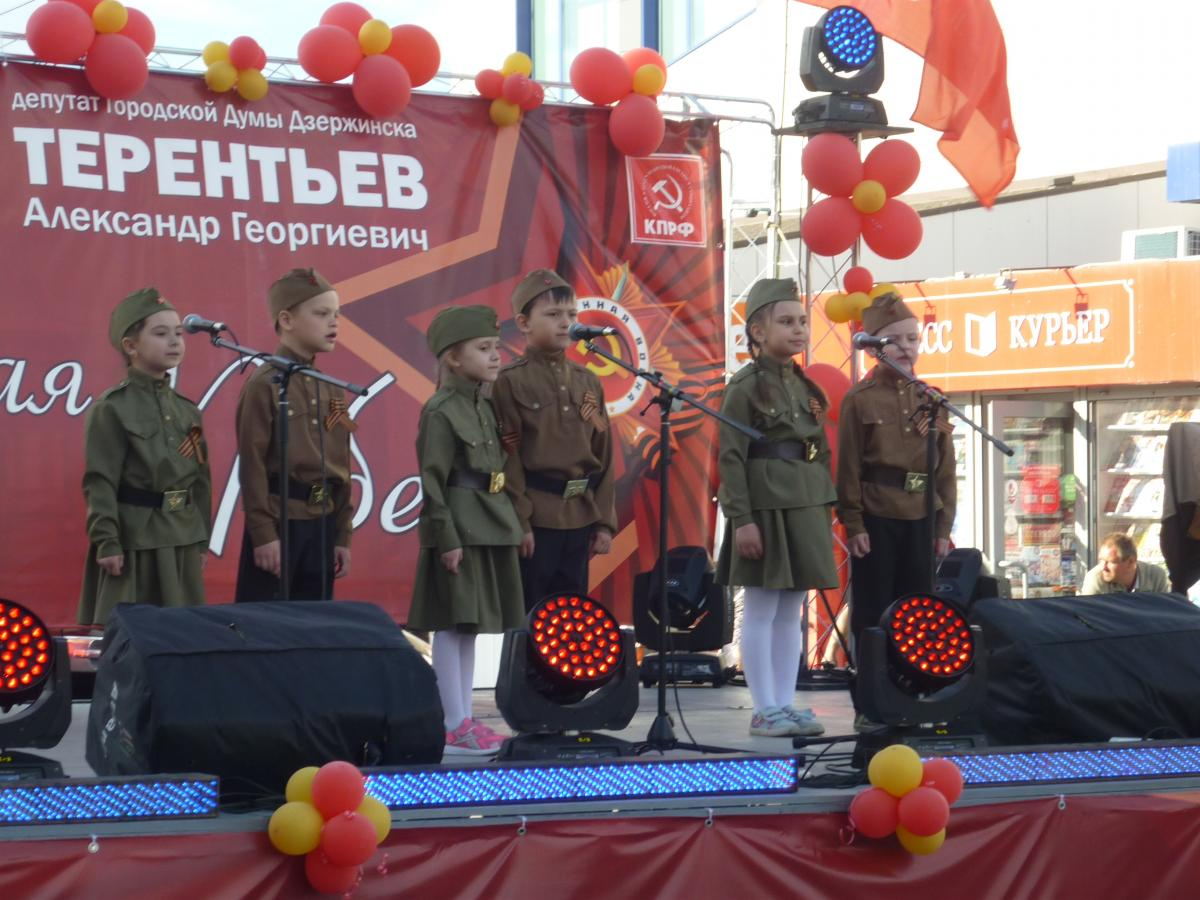 депутат Городской Думы Дзержинска
ТЕРЕНТЬЕВ
Александр Георгиевич
КПРФ
КУРЬЕР